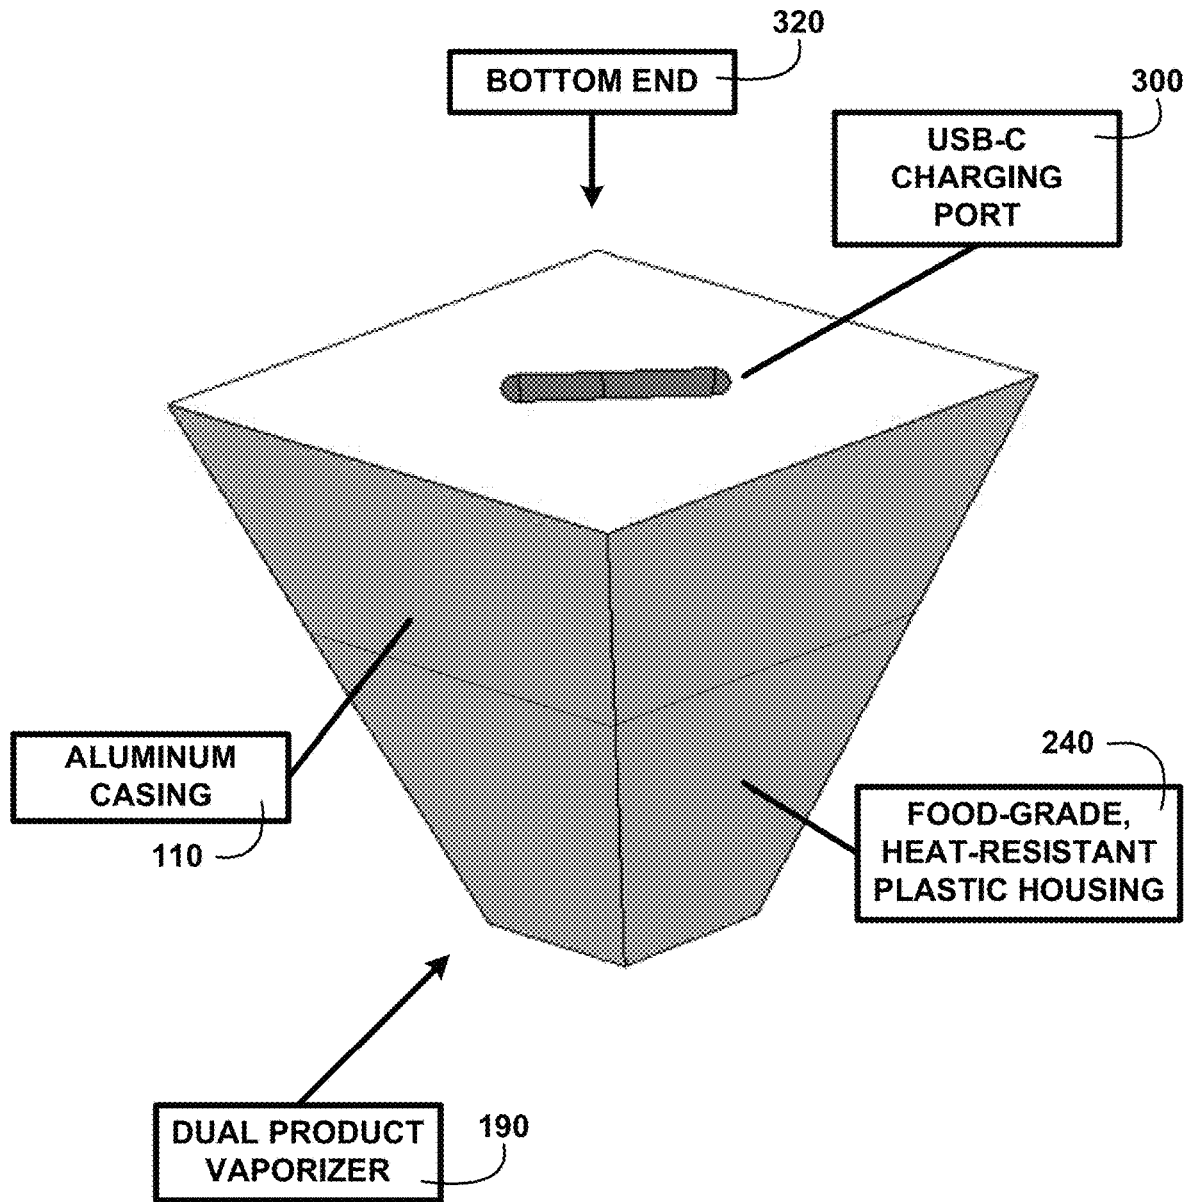 320
BOTTOM END
300
USB-C
CHARGING
PORT
ALUMINUM
CASING
110
240
FOOD-GRADE,
HEAT-RESISTANT
PLASTIC HOUSING
DUAL PRODUCT
VAPORIZER
190